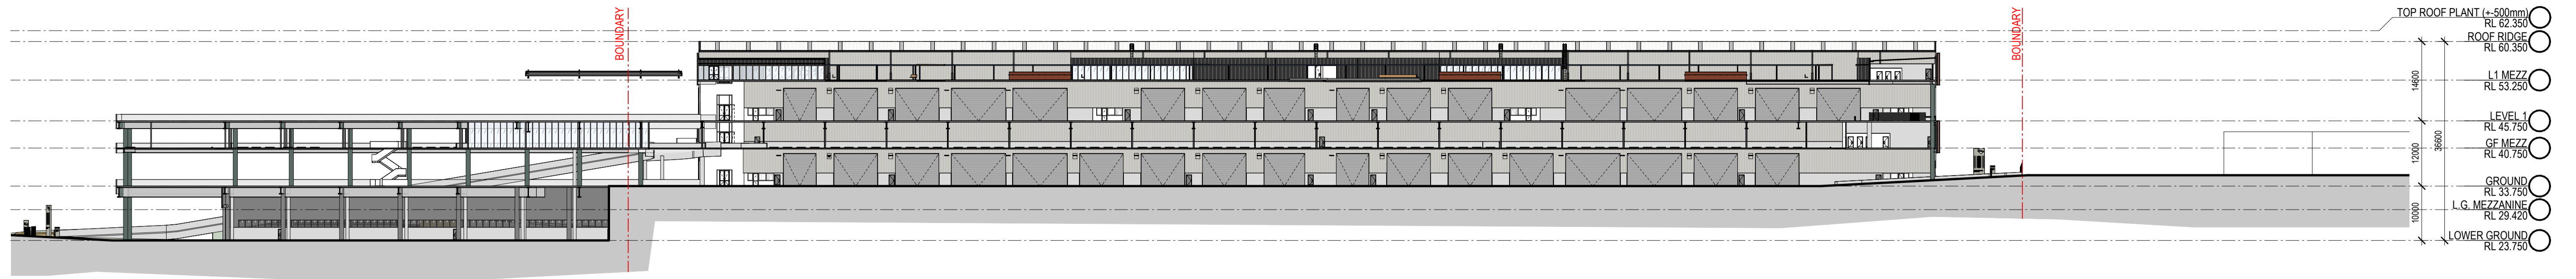 BOUNDARY
BOUNDARY
TOP ROOF PLANT (+-500mm)
RL 62.350
ROOF RIDGE
RL 60.350
L1 MEZZ
RL 53.250
LEVEL 1
RL 45.750
GF MEZZ
RL 40.750
GROUND
RL 33.750
L.G. MEZZANINE
RL 29.420
LOWER GROUND
RL 23.750
14600
12000
10000
36600